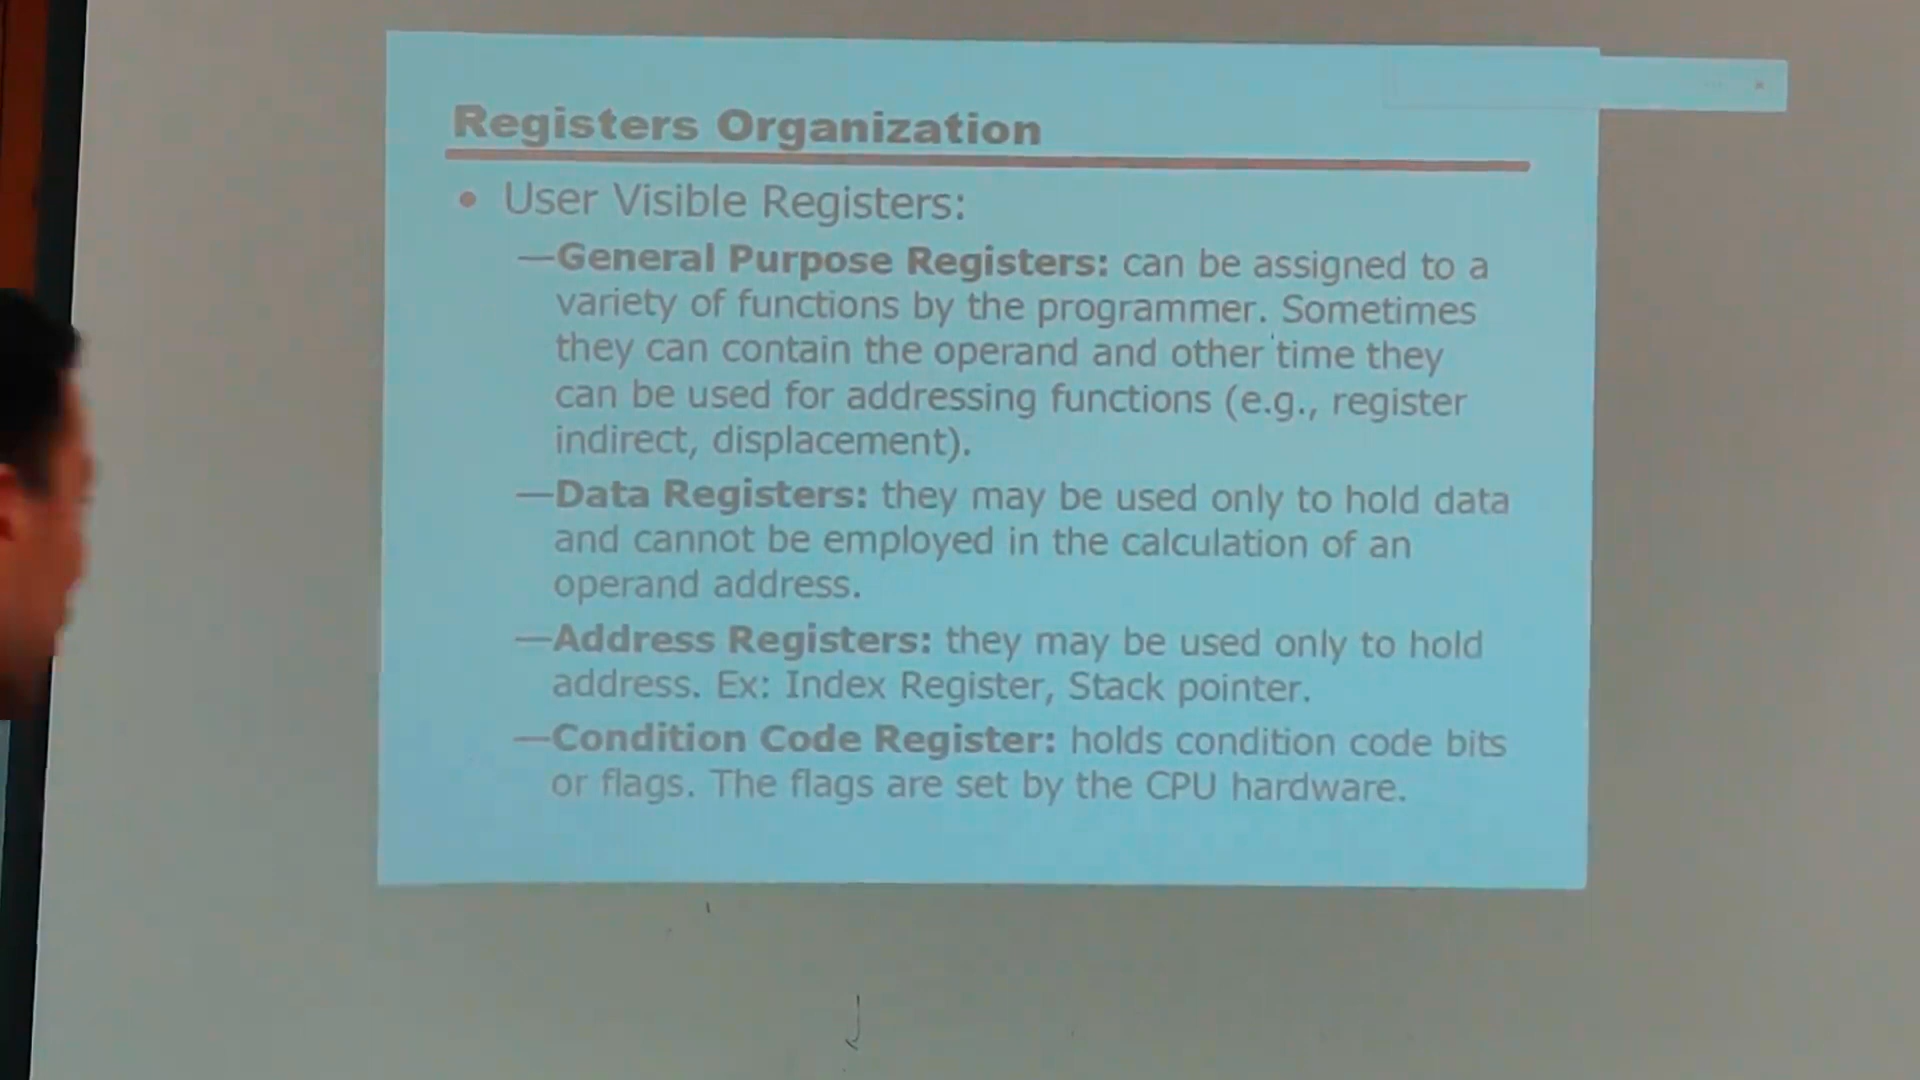 Registers Organization
• User Visible Registers:
—General Purpose Registers: can be assigned to a
variety of functions by the programmer. Sometimes
they can contain the operand and other time they
can be used for addressing functions (e.g., register
indirect, displacement).
—Data Registers: they may be used only to hold data
and cannot be employed in the calculation of an
operand address.
—Address Registers: they may be used only to hold
address. Ex: Index Register, Stack pointer.
—Condition Code Register: holds condition code bits
or flags. The flags are set by the CPU hardware.